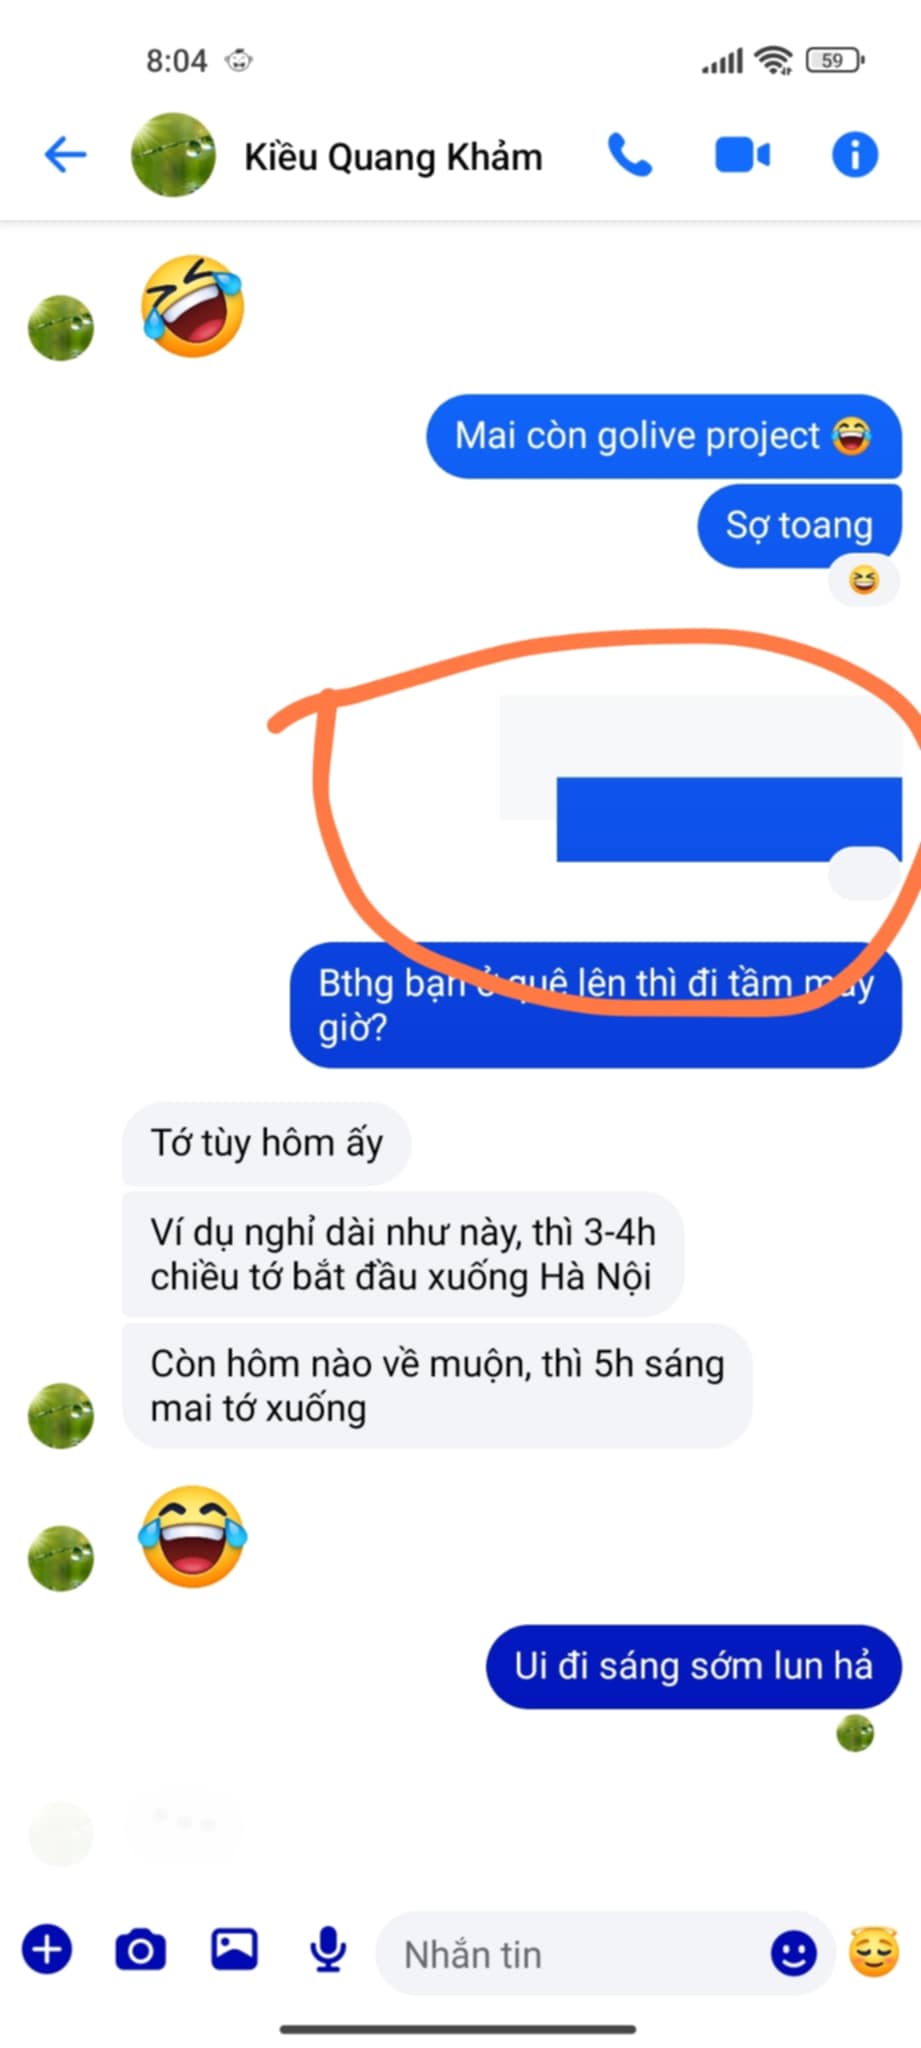 8:04
59
Kiều Quang Khảm
Mai còn golive project
Sợ toang
Bthg bạn ở quê lên thì đi tầm mấy
giờ?
Tớ tùy hôm ấy
Ví dụ nghỉ dài như này, thì 3-4h
chiều tớ bắt đầu xuống Hà Nội
Còn hôm nào về muộn, thì 5h sáng
mai tớ xuống
Ui đi sáng sớm lun hả
Nhắn tin